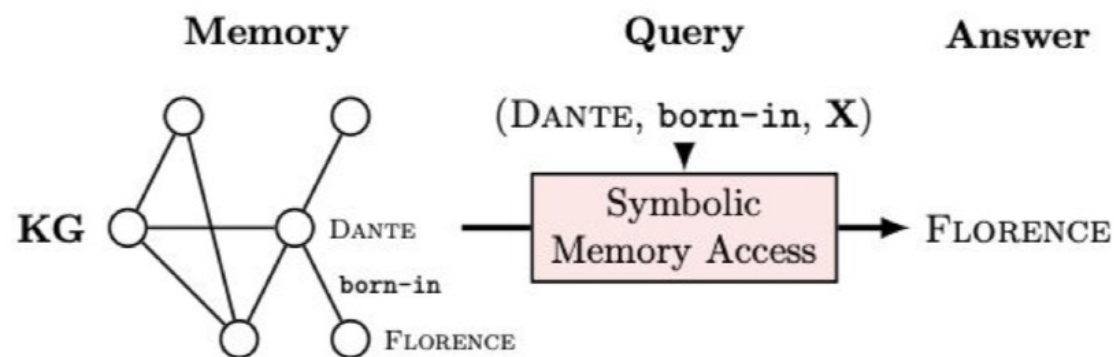 Memory
Query
Answer
KG
DANTE
born-in
FLORENCE
(DANTE, born-in, X)
Symbolic
Memory Access
FLORENCE